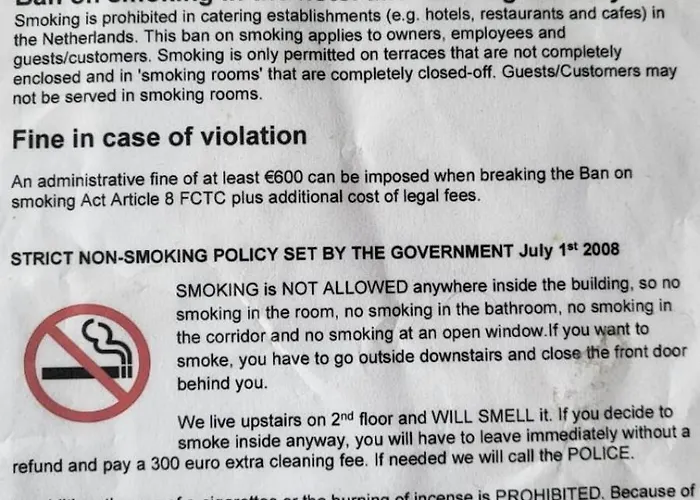 Smoking is prohibited in catering establishments (e.g. hotels, restaurants and cafes) in
the Netherlands. This ban on smoking applies to owners, employees and
guests/customers. Smoking is only permitted on terraces that are not completely
enclosed and in 'smoking rooms' that are completely closed-off. Guests/Customers may
not be served in smoking rooms.
Fine in case of violation
An administrative fine of at least €600 can be imposed when breaking the Ban on
smoking Act Article 8 FCTC plus additional cost of legal fees.
STRICT NON-SMOKING POLICY SET BY THE GOVERNMENT July 1st 2008
SMOKING is NOT ALLOWED anywhere inside the building, so no
smoking in the room, no smoking in the bathroom, no smoking in
the corridor and no smoking at an open window.If you want to
smoke, you have to go outside downstairs and close the front door
behind you.
We live upstairs on 2nd floor and WILL SMELL it. If you decide to
smoke inside anyway, you will have to leave immediately without a
refund and pay a 300 euro extra cleaning fee. If needed we will call the POLICE.
the burning of incense is PROHIBITED. Because of